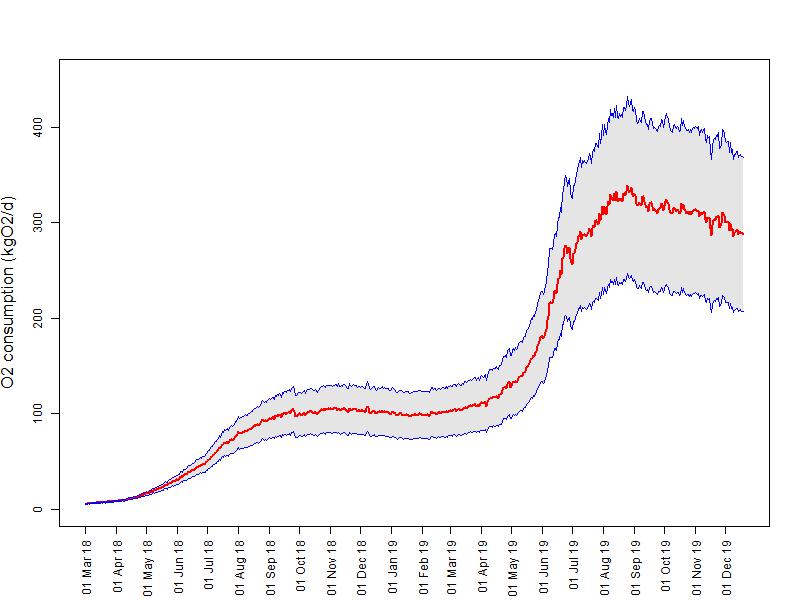 O2 consumption (kgO2/d)
400
300
200
100
0
01 Mar 18
01 Apr 18
01 May 18
01 Jun 18
01 Jul 18
01 Aug 18
01 Sep 18
01 Oct 18
01 Nov 18
01 Dec 18
01 Jan 19
01 Feb 19
01 Mar 19
01 Apr 19
01 May 19
01 Jun 19
01 Jul 19
01 Aug 19
01 Sep 19
01 Oct 19
01 Nov 19
01 Dec 19